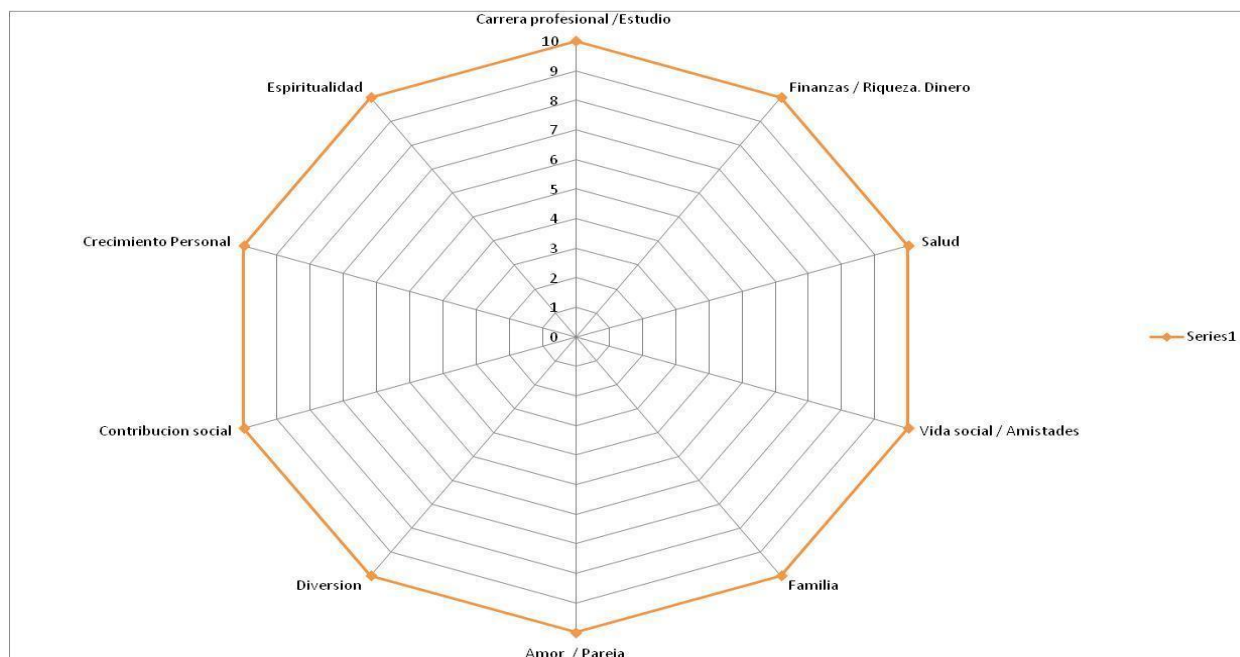 Carrera profesional /Estudio
10
9
8
7
6
5
4
3
2
1
0
Finanzas / Riqueza. Dinero
Salud
Vida social / Amistades
Familia
Amor / Pareja
Diversion
Contribucion social
Crecimiento Personal
Espiritualidad
Series1